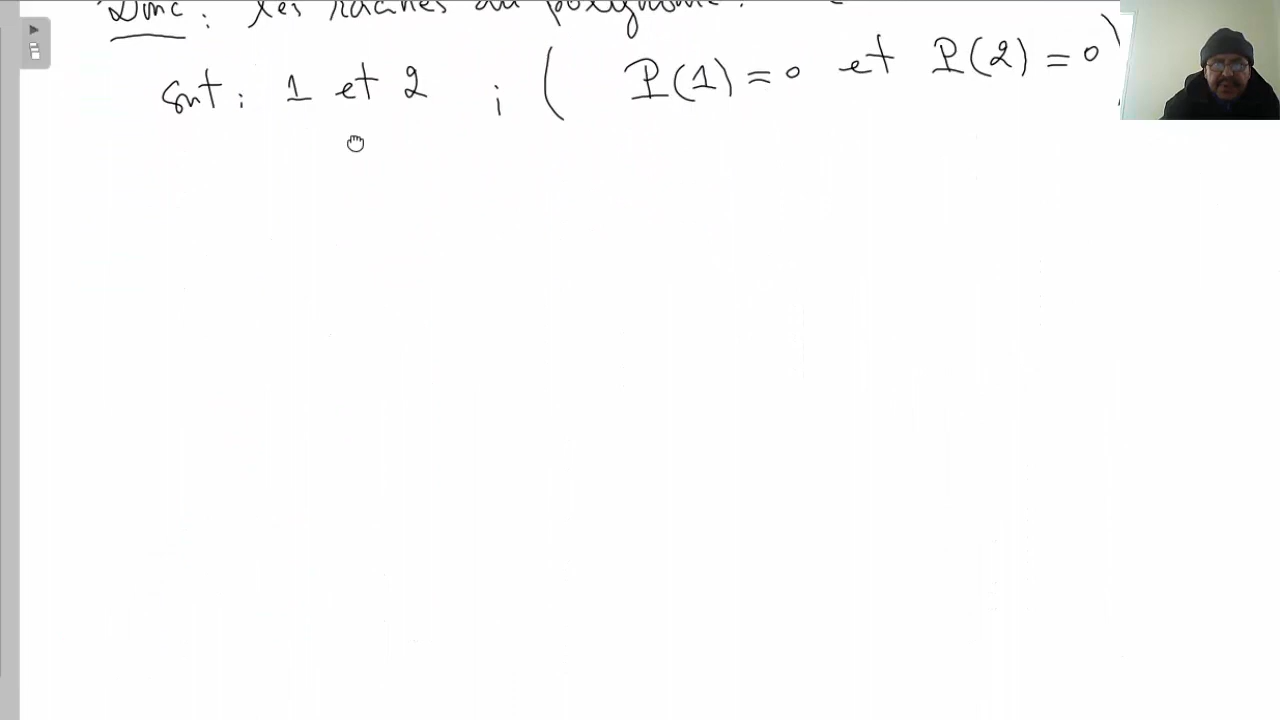 Donc : les racines du polynôme :
sont : 1 et 2 ; ( P(1) = 0 et P(2) = 0 )